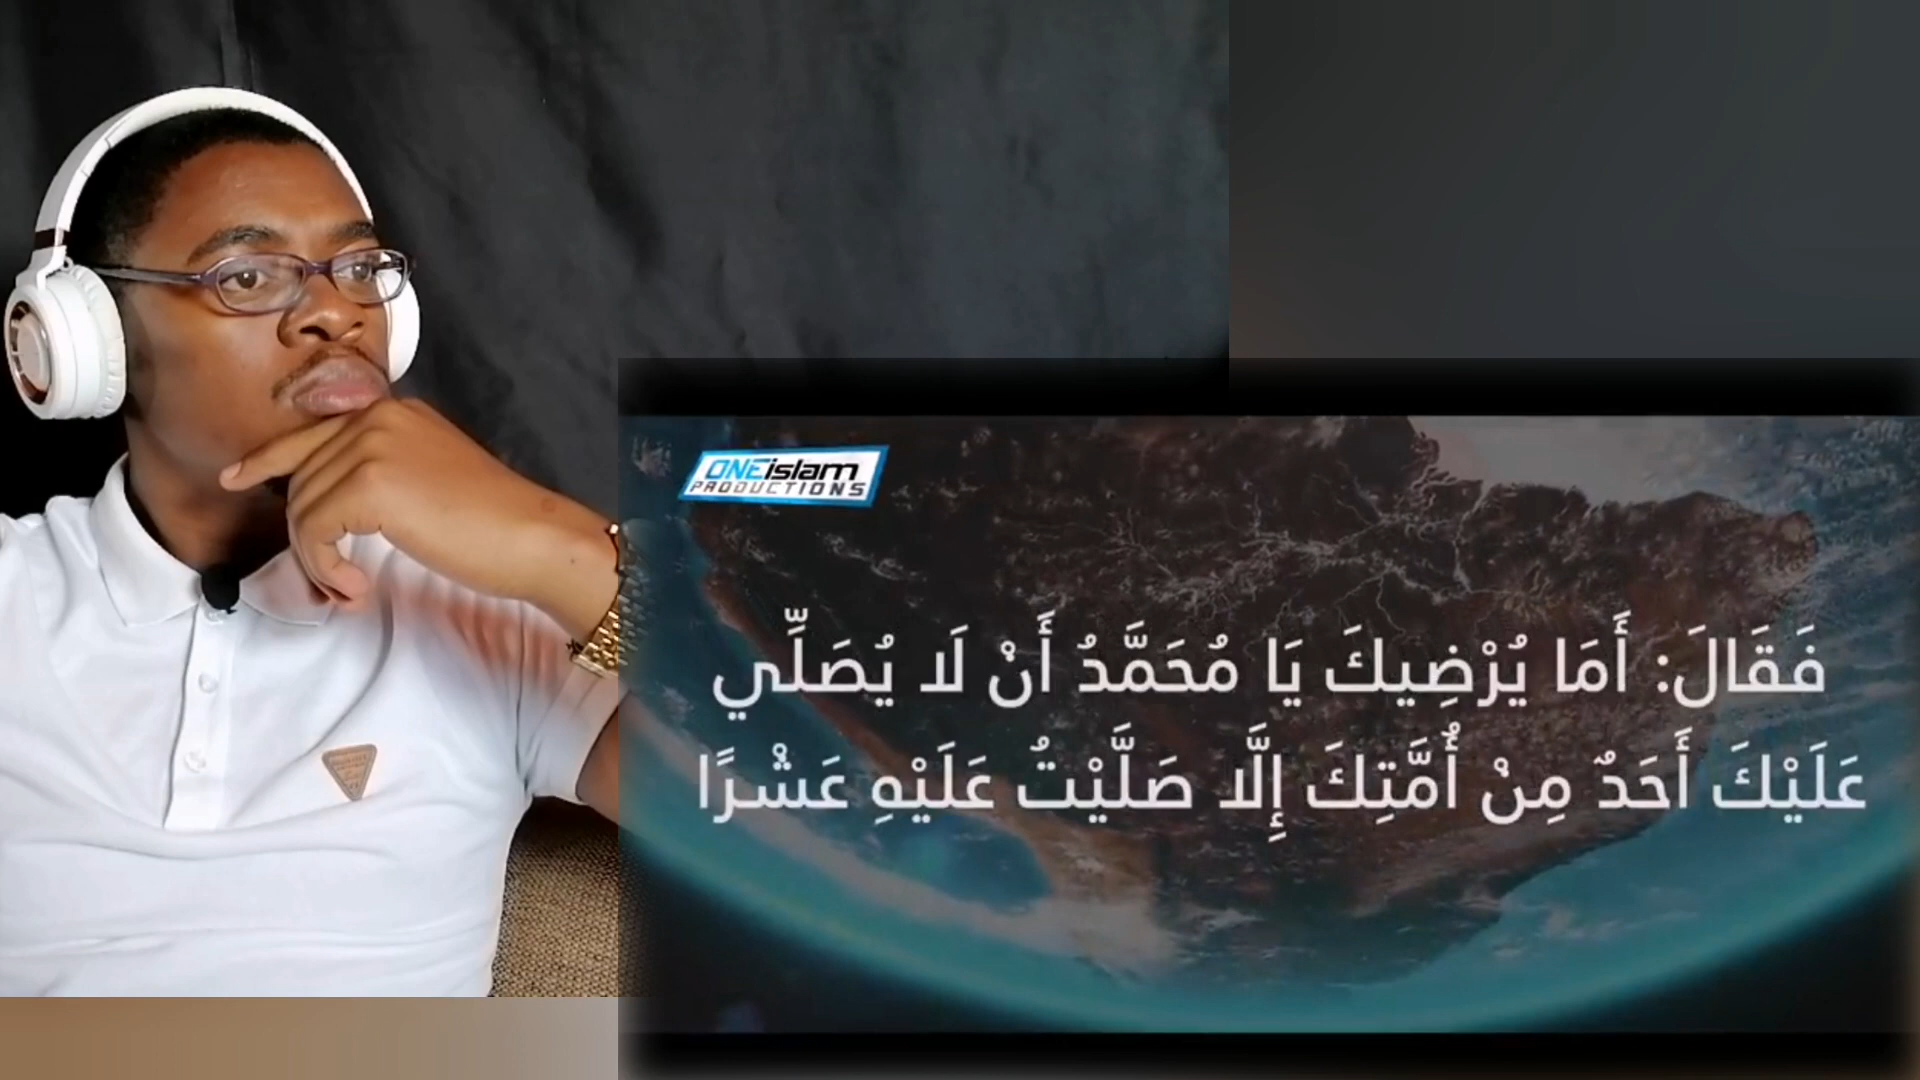 ONEislam
PRODUCTIONS
فَقَالَ: أَمَا يُرْضِيكَ يَا مُحَمَّدُ أَنْ لَا يُصَلِّي
عَلَيْكَ أَحَدٌ مِنْ أُمَّتِكَ إِلَّا صَلَّيْتُ عَلَيْهِ عَشْرًا